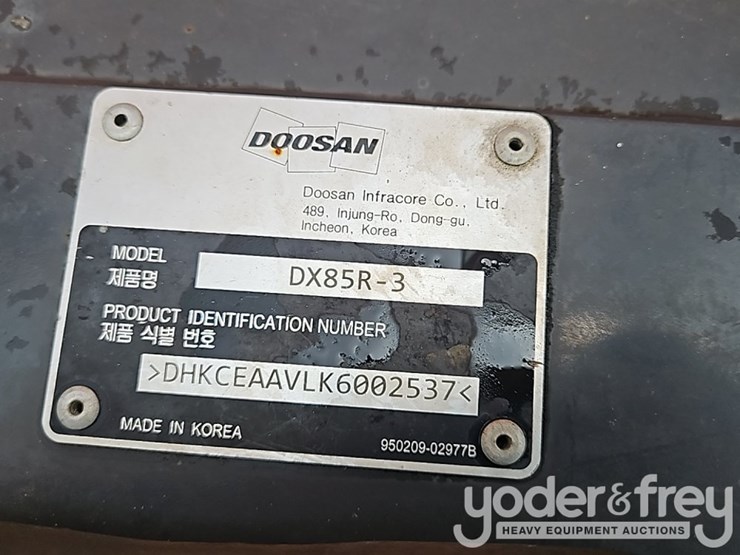 DOOSAN
Doosan Infracore Co., Ltd.
489, Injung-Ro, Dong-gu,
Incheon, Korea
MODEL
제품명
DX85R-3
PRODUCT IDENTIFICATION NUMBER
제품 식별 번호
>DHKCEAAVLK6002537<
MADE IN KOREA
950209-02977B
yoder&frey
HEAVY EQUIPMENT AUCTIONS